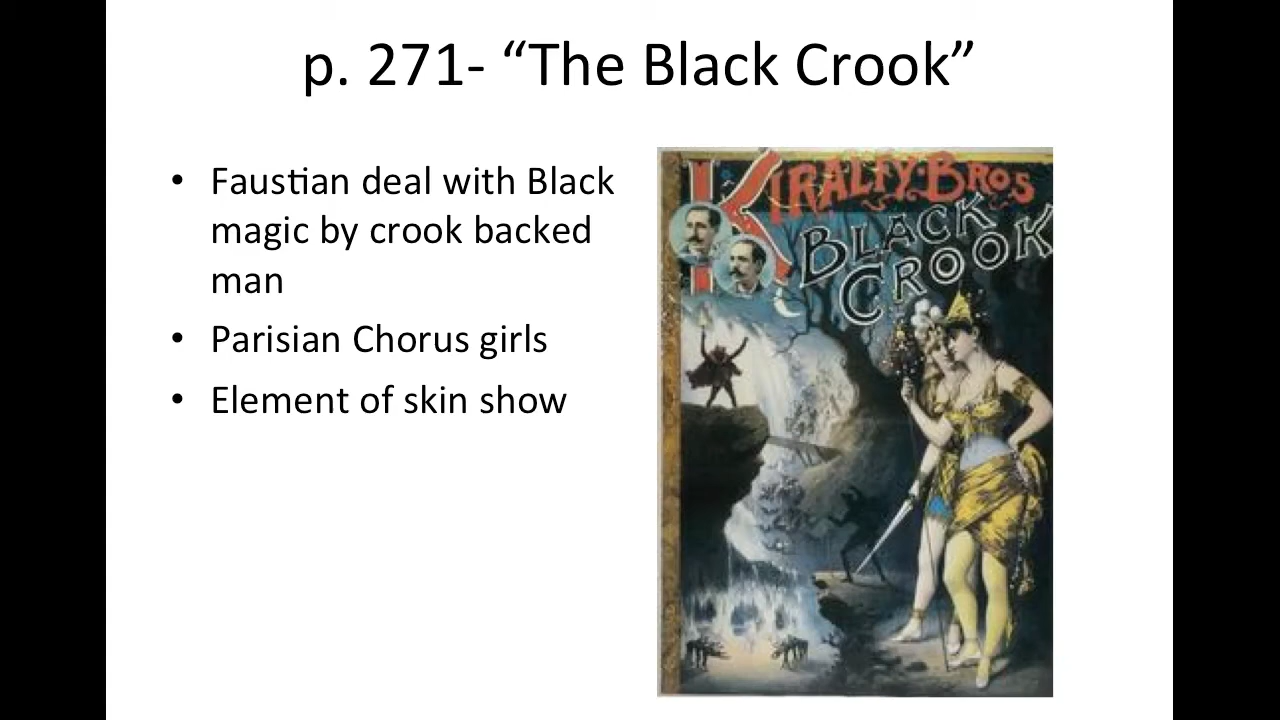 p. 271- “The Black Crook”
• Faustian deal with Black
magic by crook backed
man
• Parisian Chorus girls
• Element of skin show
KIRALFY BROS
BLACK
CROOK